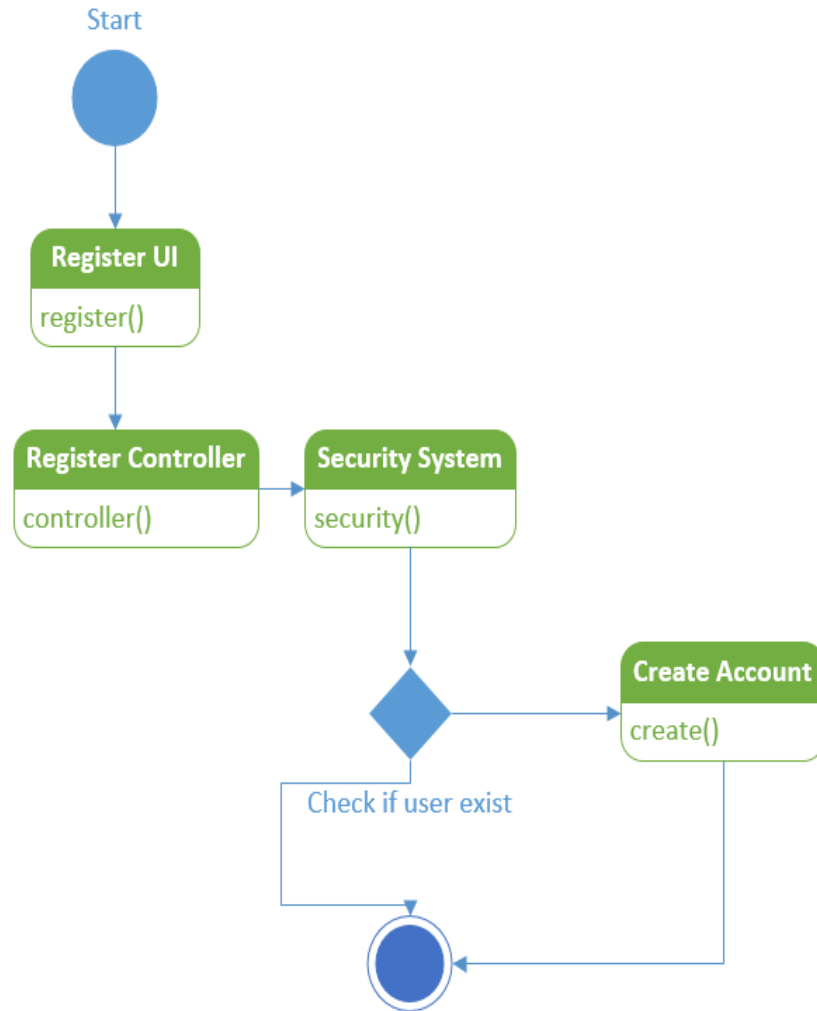 Start
Register UI
register()
Register Controller
controller()
Security System
security()
Create Account
create()
Check if user exist